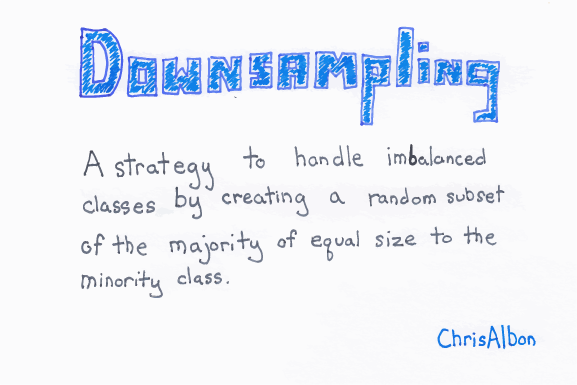 Downsampling
A strategy to handle imbalanced
classes by creating a random subset
of the majority of equal size to the
minority class.
ChrisAlbon